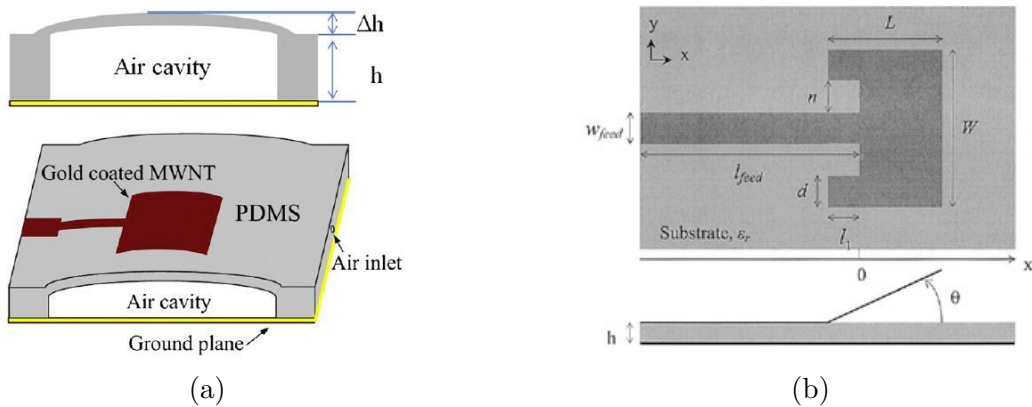 Δh
Air cavity
h
Gold coated MWNT
PDMS
Air inlet
Air cavity
Ground plane
(a)
y
x
L
n
w_feed
W
l_feed
d
Substrate, ε_r
l_1
x
0
θ
h
(b)